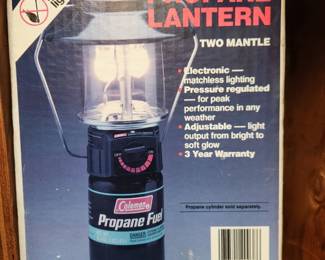 LANTERN
TWO MANTLE
• Electronic —
matchless lighting
• Pressure regulated
— for peak
performance in any
weather
• Adjustable — light
output from bright to
soft glow
• 3 Year Warranty
Propane cylinder sold separately.
Coleman
Propane Fuel
DANGER